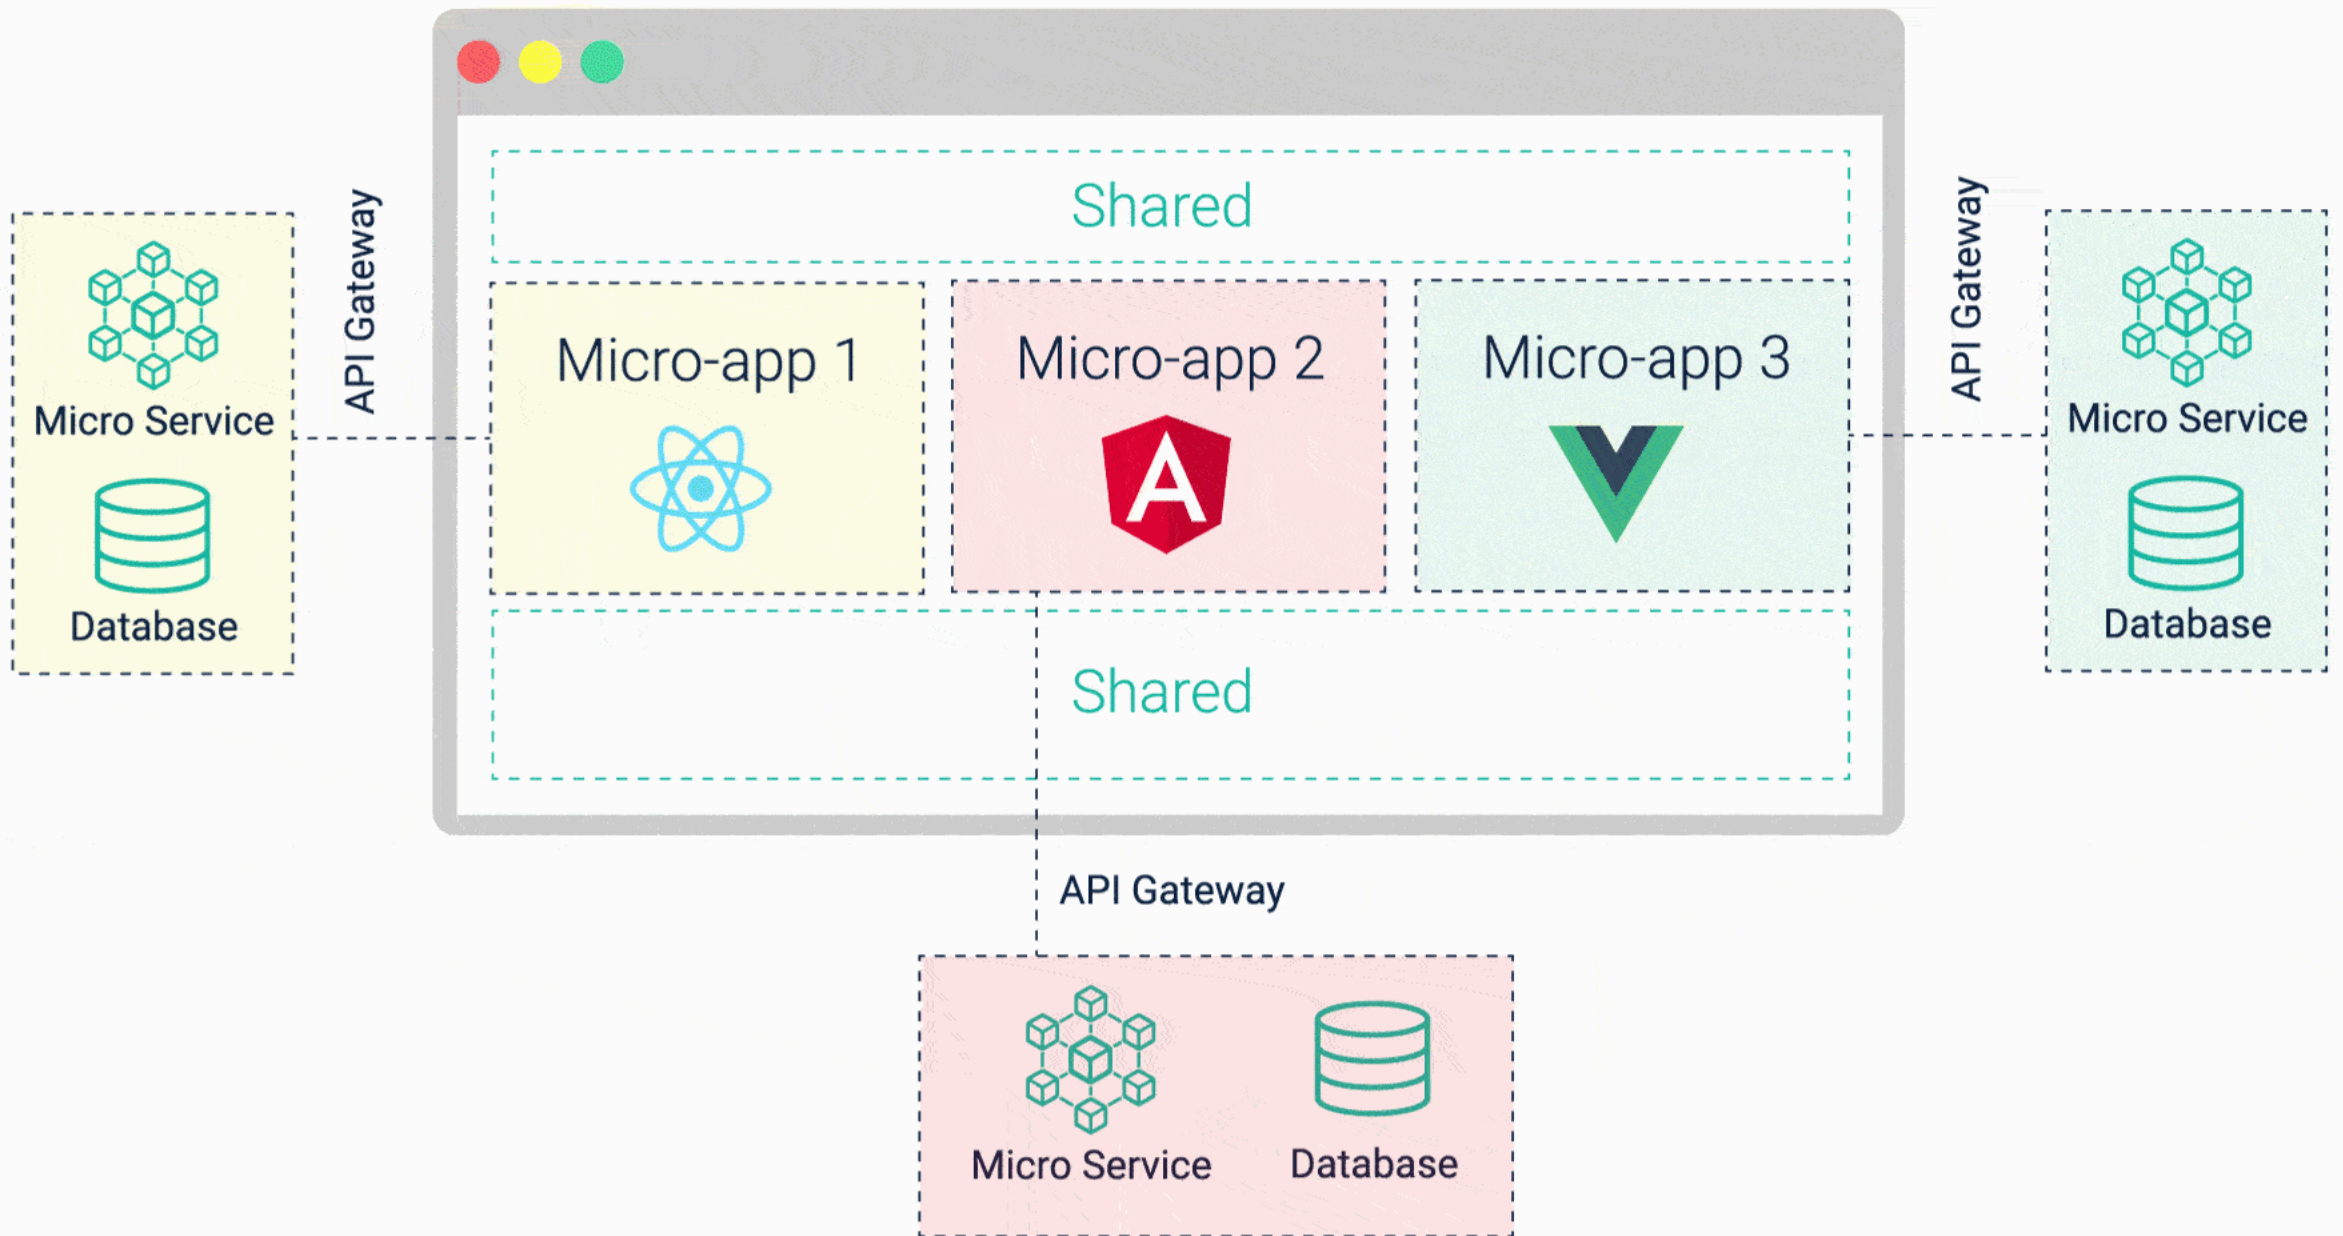 Shared
API Gateway
API Gateway
Micro-app 1
Micro-app 2
Micro-app 3
Micro Service
Database
Micro Service
Database
Shared
API Gateway
Micro Service
Database